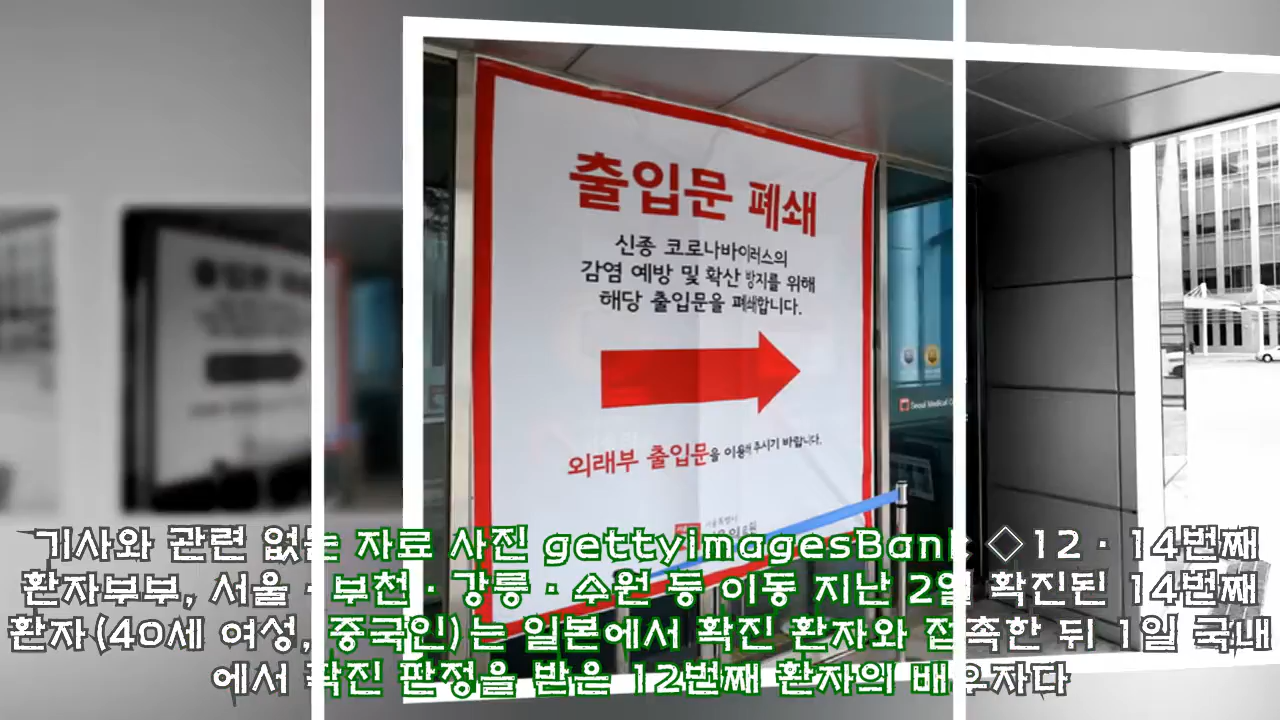 출입문 폐쇄
신종 코로나바이러스의
감염 예방 및 확산 방지를 위해
해당 출입문을 폐쇄합니다.
Seoul Medical
외래부 출입문을 이용해 주시기 바랍니다.
서울특별시
기사와 관련 없는 자료 사진 gettyimagesBank ◇12 · 14번째
환자부부, 서울 · 부천 · 강릉 · 수원 등 이동 지난 2일 확진된 14번째
환자(40세 여성, 중국인)는 일본에서 확진 환자와 접촉한 뒤 1일 국내
에서 확진 판정을 받은 12번째 환자의 배우자다